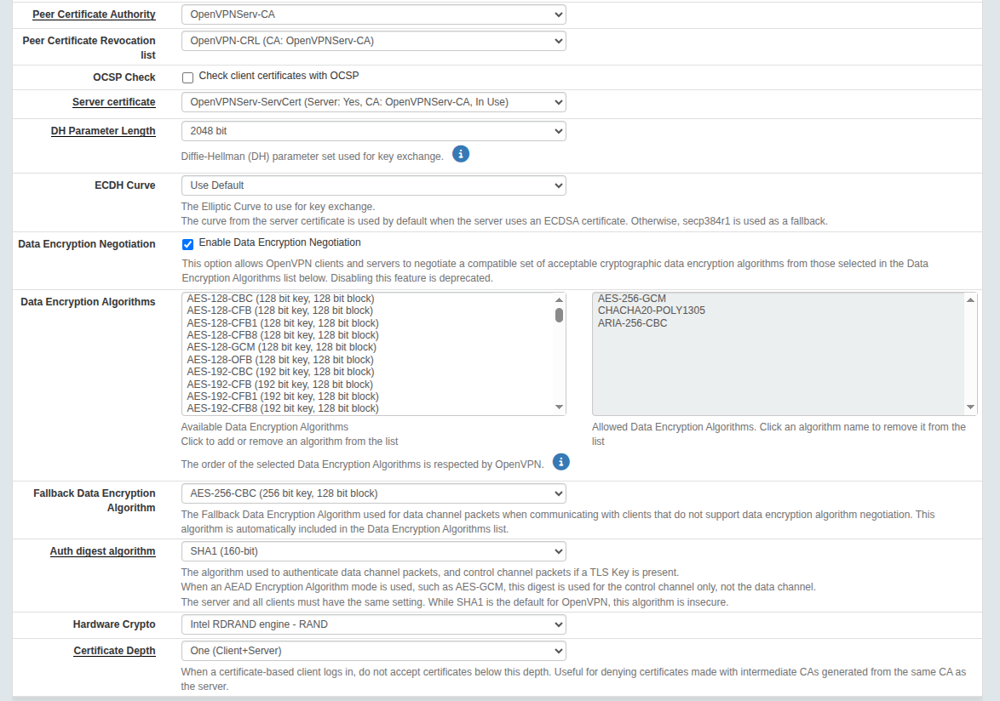 Peer Certificate Authority
OpenVPNServ-CA
Peer Certificate Revocation
list
OpenVPN-CRL (CA: OpenVPNServ-CA)
OCSP Check
Check client certificates with OCSP
Server certificate
OpenVPNServ-ServCert (Server: Yes, CA: OpenVPNServ-CA, In Use)
DH Parameter Length
2048 bit
Diffie-Hellman (DH) parameter set used for key exchange.
ECDH Curve
Use Default
The Elliptic Curve to use for key exchange.
The curve from the server certificate is used by default when the server uses an ECDSA certificate. Otherwise, secp384r1 is used as a fallback.
Data Encryption Negotiation
Enable Data Encryption Negotiation
This option allows OpenVPN clients and servers to negotiate a compatible set of acceptable cryptographic data encryption algorithms from those selected in the Data
Encryption Algorithms list below. Disabling this feature is deprecated.
Data Encryption Algorithms
AES-128-CBC (128 bit key, 128 bit block)
AES-128-CFB (128 bit key, 128 bit block)
AES-128-CFB1 (128 bit key, 128 bit block)
AES-128-CFB8 (128 bit key, 128 bit block)
AES-128-GCM (128 bit key, 128 bit block)
AES-128-OFB (128 bit key, 128 bit block)
AES-192-CBC (192 bit key, 128 bit block)
AES-192-CFB (192 bit key, 128 bit block)
AES-192-CFB1 (192 bit key, 128 bit block)
AES-192-CFB8 (192 bit key, 128 bit block)
Available Data Encryption Algorithms
Click to add or remove an algorithm from the list
AES-256-GCM
CHACHA20-POLY1305
ARIA-256-CBC
Allowed Data Encryption Algorithms. Click an algorithm name to remove it from the
list
The order of the selected Data Encryption Algorithms is respected by OpenVPN.
Fallback Data Encryption
Algorithm
AES-256-CBC (256 bit key, 128 bit block)
The Fallback Data Encryption Algorithm used for data channel packets when communicating with clients that do not support data encryption algorithm negotiation. This
algorithm is automatically included in the Data Encryption Algorithms list.
Auth digest algorithm
SHA1 (160-bit)
The algorithm used to authenticate data channel packets, and control channel packets if a TLS Key is present.
When an AEAD Encryption Algorithm mode is used, such as AES-GCM, this digest is used for the control channel only, not the data channel.
The server and all clients must have the same setting. While SHA1 is the default for OpenVPN, this algorithm is insecure.
Hardware Crypto
Intel RDRAND engine - RAND
Certificate Depth
One (Client+Server)
When a certificate-based client logs in, do not accept certificates below this depth. Useful for denying certificates made with intermediate CAs generated from the same CA as
the server.